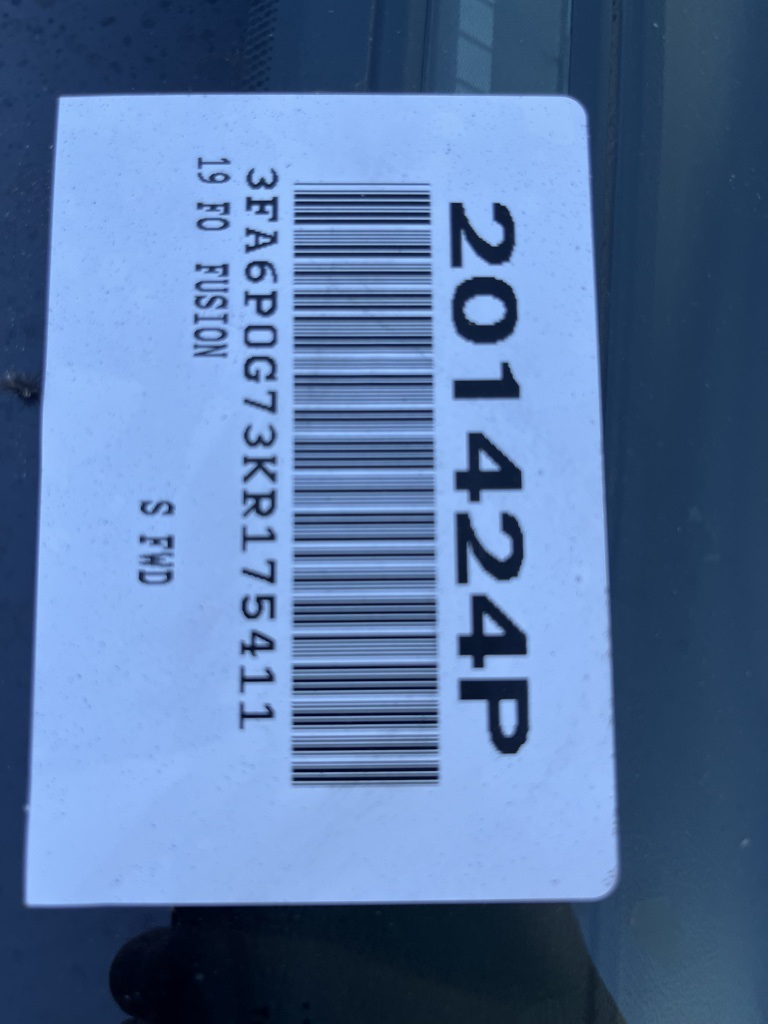 201424P
3FA6P0G73KR175411
19 FO FUSION
S FWD